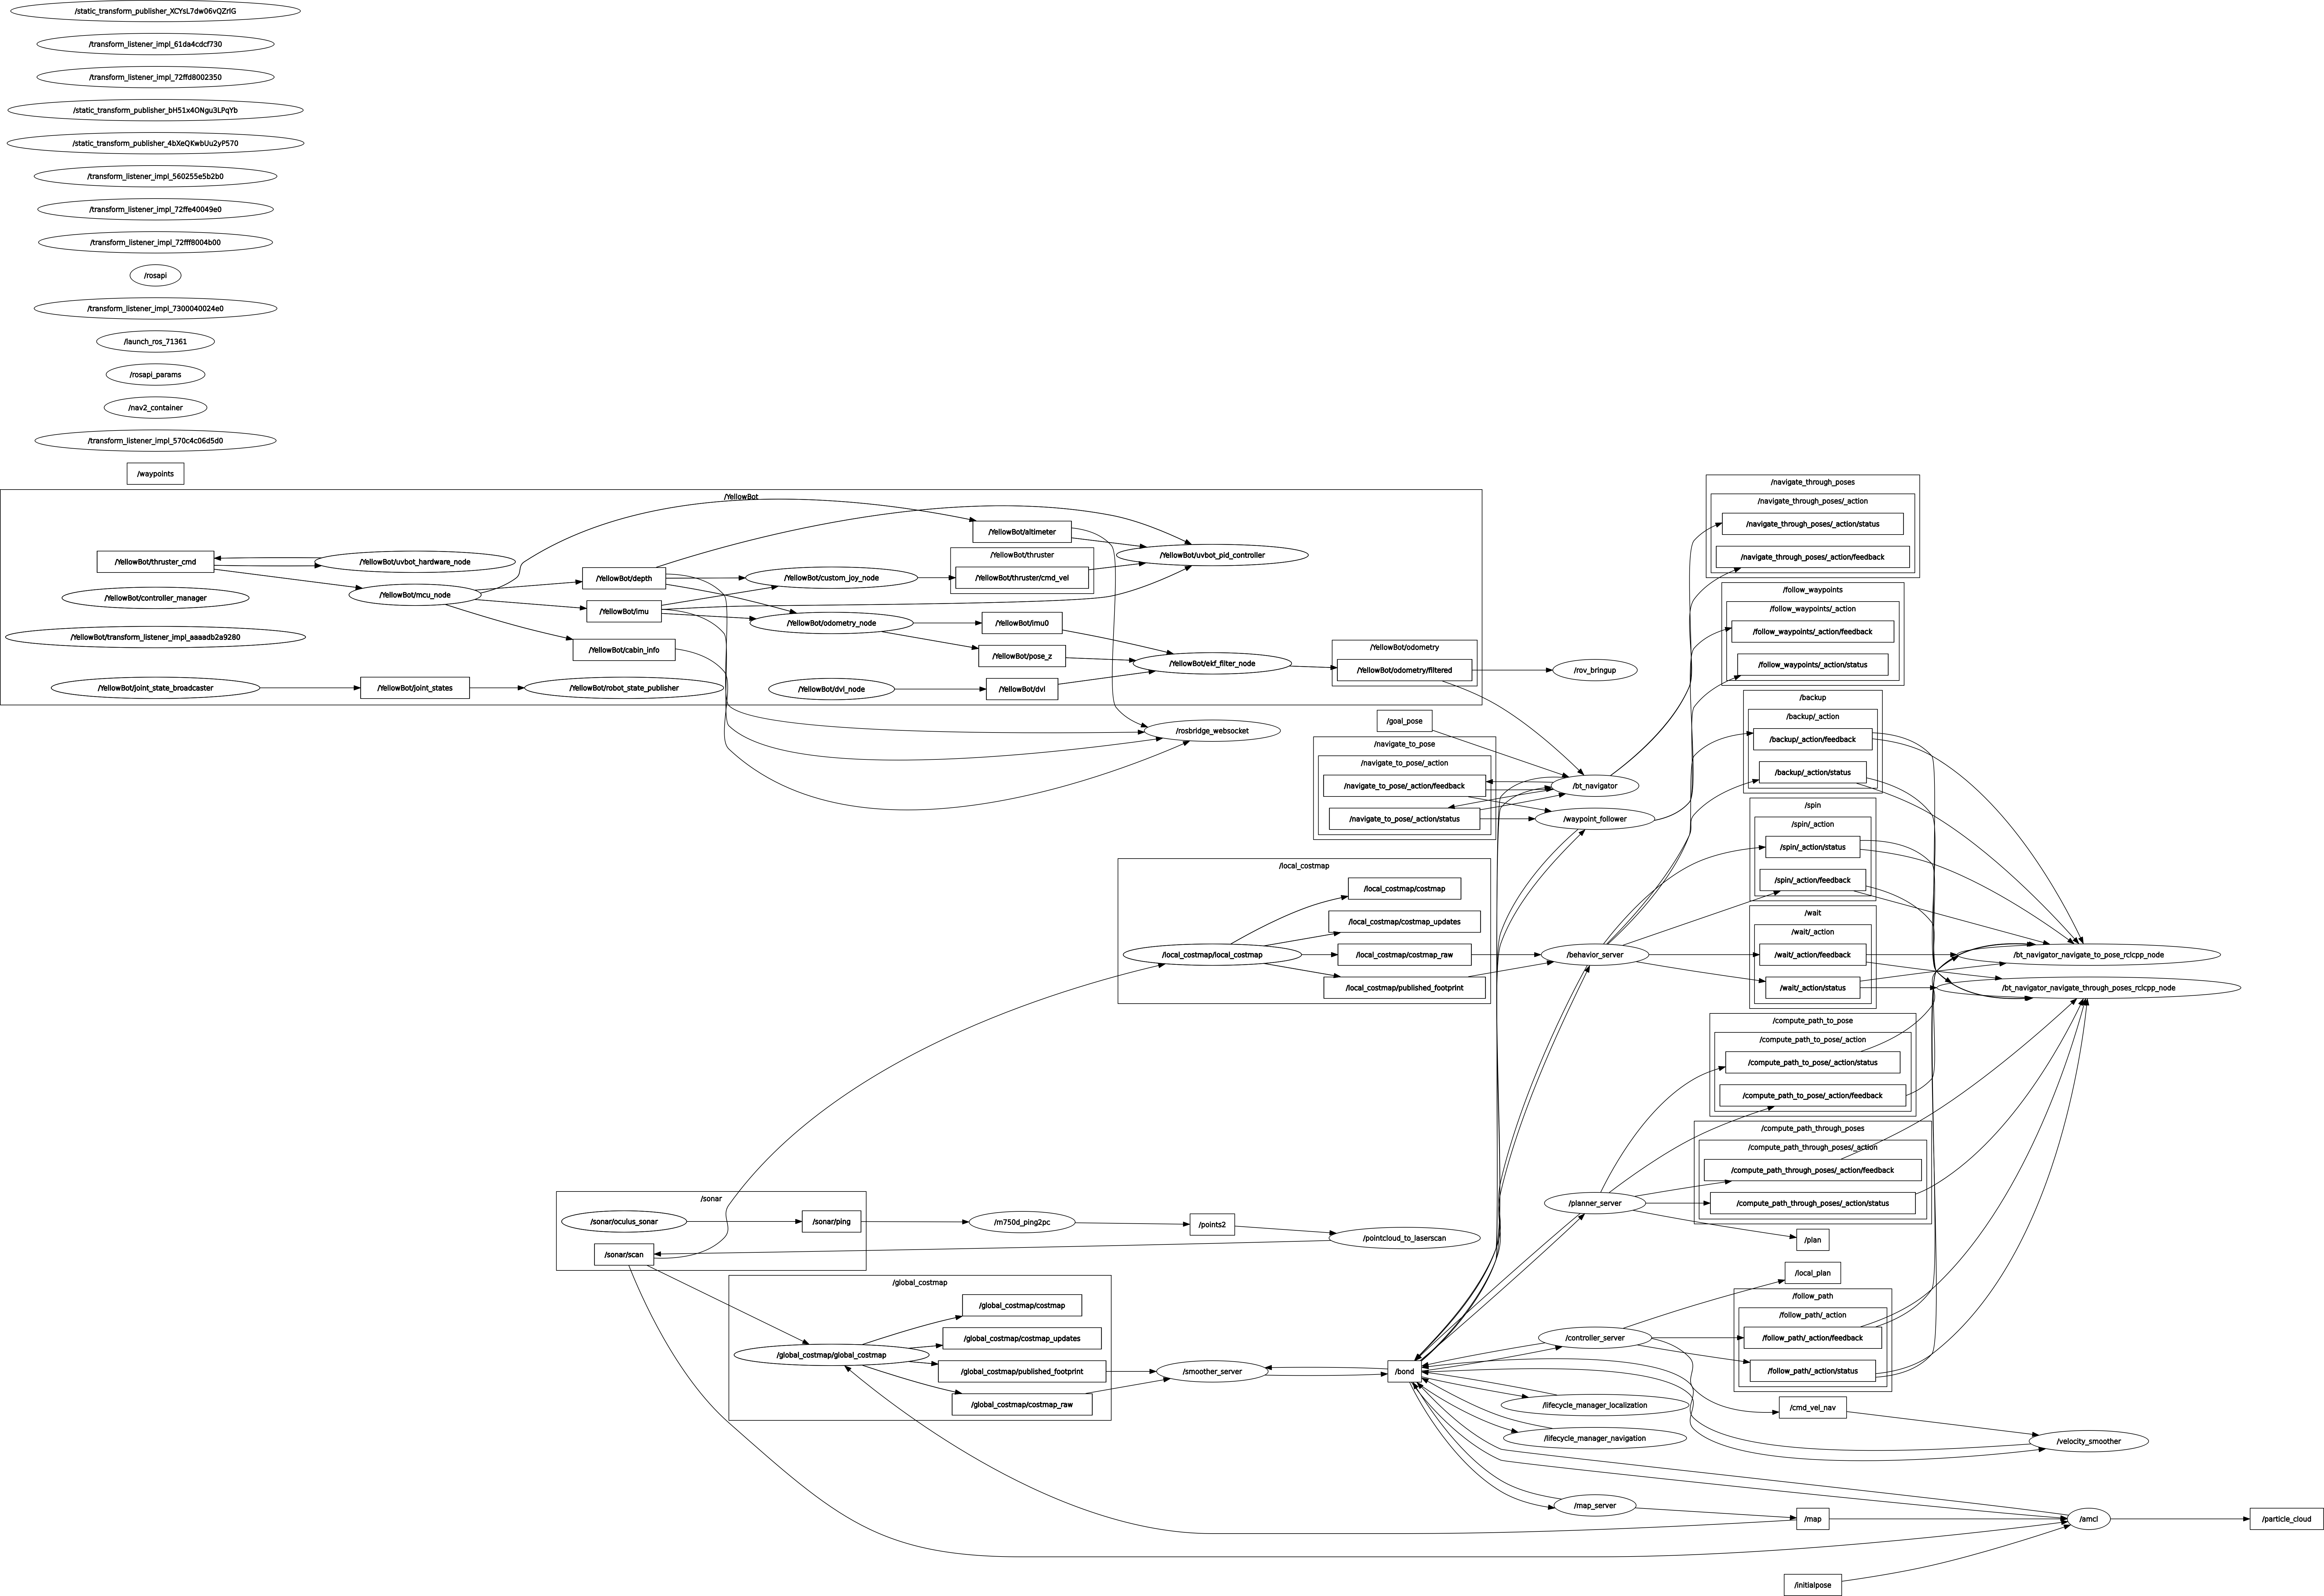 /static_transform_publisher_XCYsL7dw06vQZrlG
/transform_listener_impl_61da4cdcf730
/transform_listener_impl_72ffd8002350
/static_transform_publisher_bH51x4ONgu3LPqYb
/static_transform_publisher_4bXeQKwbUu2yP570
/transform_listener_impl_560255e5b2b0
/transform_listener_impl_72ffe40049e0
/transform_listener_impl_72fff8004b00
/rosapi
/transform_listener_impl_7300040024e0
/launch_ros_71361
/rosapi_params
/nav2_container
/transform_listener_impl_570c4c06d5d0
/waypoints
/YellowBot
/YellowBot/thruster_cmd
/YellowBot/uvbot_hardware_node
/YellowBot/controller_manager
/YellowBot/mcu_node
/YellowBot/transform_listener_impl_aaaadb2a9280
/YellowBot/joint_state_broadcaster
/YellowBot/joint_states
/YellowBot/robot_state_publisher
/YellowBot/depth
/YellowBot/imu
/YellowBot/cabin_info
/YellowBot/custom_joy_node
/YellowBot/odometry_node
/YellowBot/dvl_node
/YellowBot/altimeter
/YellowBot/thruster
/YellowBot/thruster/cmd_vel
/YellowBot/imu0
/YellowBot/pose_z
/YellowBot/dvl
/YellowBot/uvbot_pid_controller
/YellowBot/ekf_filter_node
/YellowBot/odometry
/YellowBot/odometry/filtered
/rov_bringup
/rosbridge_websocket
/goal_pose
/navigate_to_pose
/navigate_to_pose/_action
/navigate_to_pose/_action/feedback
/navigate_to_pose/_action/status
/bt_navigator
/waypoint_follower
/navigate_through_poses
/navigate_through_poses/_action
/navigate_through_poses/_action/status
/navigate_through_poses/_action/feedback
/follow_waypoints
/follow_waypoints/_action
/follow_waypoints/_action/feedback
/follow_waypoints/_action/status
/backup
/backup/_action
/backup/_action/feedback
/backup/_action/status
/spin
/spin/_action
/spin/_action/status
/spin/_action/feedback
/wait
/wait/_action
/wait/_action/feedback
/wait/_action/status
/local_costmap
/local_costmap/costmap
/local_costmap/costmap_updates
/local_costmap/local_costmap
/local_costmap/costmap_raw
/local_costmap/published_footprint
/behavior_server
/bt_navigator_navigate_to_pose_rclcpp_node
/bt_navigator_navigate_through_poses_rclcpp_node
/compute_path_to_pose
/compute_path_to_pose/_action
/compute_path_to_pose/_action/status
/compute_path_to_pose/_action/feedback
/compute_path_through_poses
/compute_path_through_poses/_action
/compute_path_through_poses/_action/feedback
/compute_path_through_poses/_action/status
/planner_server
/plan
/sonar
/sonar/oculus_sonar
/sonar/ping
/sonar/scan
/m750d_ping2pc
/points2
/pointcloud_to_laserscan
/global_costmap
/global_costmap/costmap
/global_costmap/costmap_updates
/global_costmap/global_costmap
/global_costmap/published_footprint
/global_costmap/costmap_raw
/smoother_server
/bond
/local_plan
/follow_path
/follow_path/_action
/follow_path/_action/feedback
/follow_path/_action/status
/controller_server
/lifecycle_manager_localization
/lifecycle_manager_navigation
/cmd_vel_nav
/velocity_smoother
/map_server
/map
/amcl
/particle_cloud
/initialpose